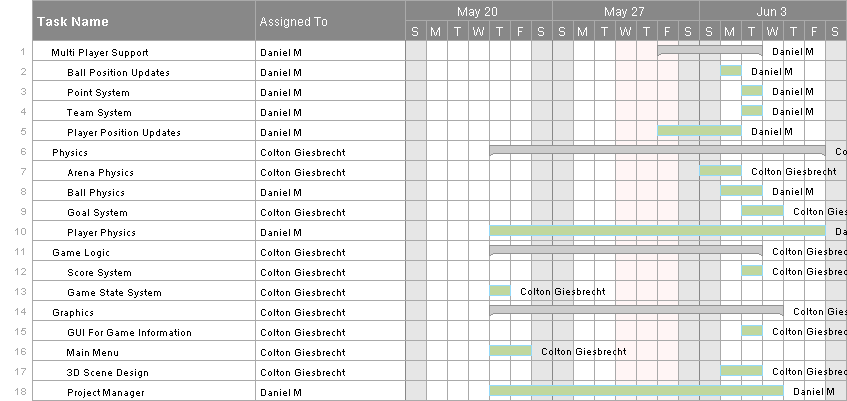 Task Name Assigned To May 20 May 27 Jun 3
S M T W T F S S M T W T F S S M T W T F S
1 Multi Player Support Daniel M Daniel M
2 Ball Position Updates Daniel M Daniel M
3 Point System Daniel M Daniel M
4 Team System Daniel M Daniel M
5 Player Position Updates Daniel M Daniel M
6 Physics Colton Giesbrecht Co
7 Arena Physics Colton Giesbrecht Colton Giesbrecht
8 Ball Physics Daniel M Daniel M
9 Goal System Colton Giesbrecht Colton Gies
10 Player Physics Daniel M Da
11 Game Logic Colton Giesbrecht Colton Giesbrec
12 Score System Colton Giesbrecht Colton Giesbrec
13 Game State System Colton Giesbrecht Colton Giesbrecht
14 Graphics Colton Giesbrecht Colton Gies
15 GUI For Game Information Colton Giesbrecht Colton Giesbrec
16 Main Menu Colton Giesbrecht Colton Giesbrecht
17 3D Scene Design Colton Giesbrecht Colton Giesbrec
18 Project Manager Daniel M Daniel M